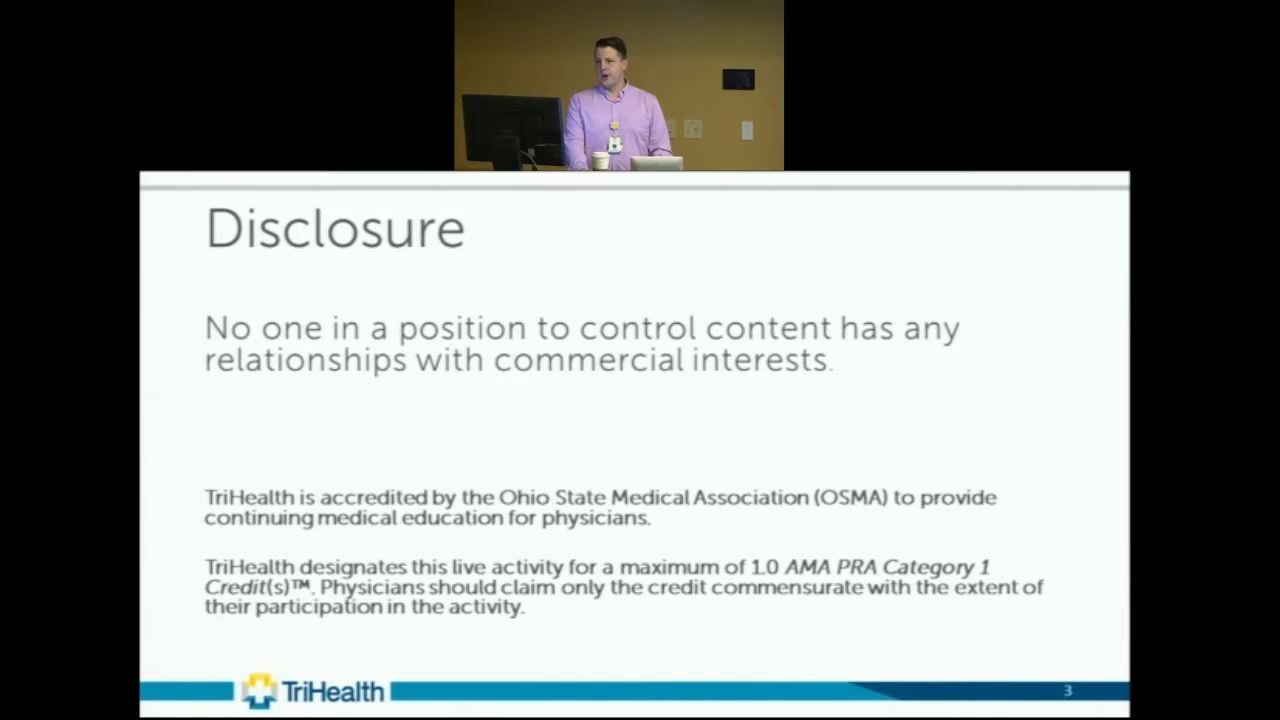 Disclosure
No one in a position to control content has any
relationships with commercial interests.
TriHealth is accredited by the Ohio State Medical Association (OSMA) to provide
continuing medical education for physicians.
TriHealth designates this live activity for a maximum of 1.0 AMA PRA Category 1
Credit(s)™. Physicians should claim only the credit commensurate with the extent of
their participation in the activity.
TriHealth
3